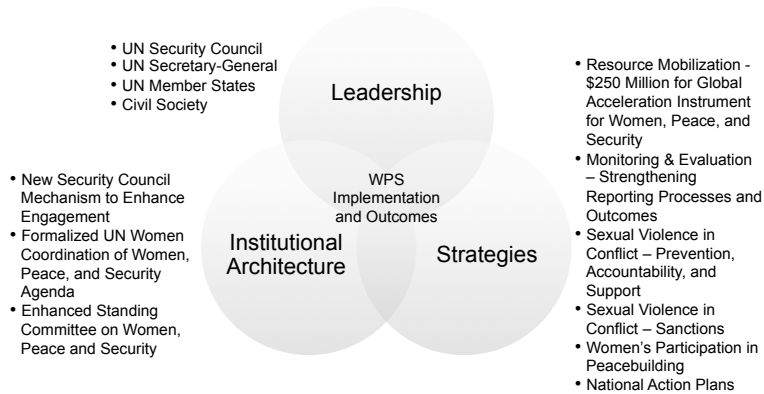 • UN Security Council
• UN Secretary-General
• UN Member States
• Civil Society
Leadership
• Resource Mobilization -
$250 Million for Global
Acceleration Instrument
for Women, Peace, and
Security
• Monitoring & Evaluation
– Strengthening
Reporting Processes and
Outcomes
• Sexual Violence in
Conflict – Prevention,
Accountability, and
Support
• Sexual Violence in
Conflict – Sanctions
• Women’s Participation in
Peacebuilding
• National Action Plans
• New Security Council
Mechanism to Enhance
Engagement
• Formalized UN Women
Coordination of Women,
Peace, and Security
Agenda
• Enhanced Standing
Committee on Women,
Peace and Security
WPS
Implementation
and Outcomes
Institutional
Architecture
Strategies